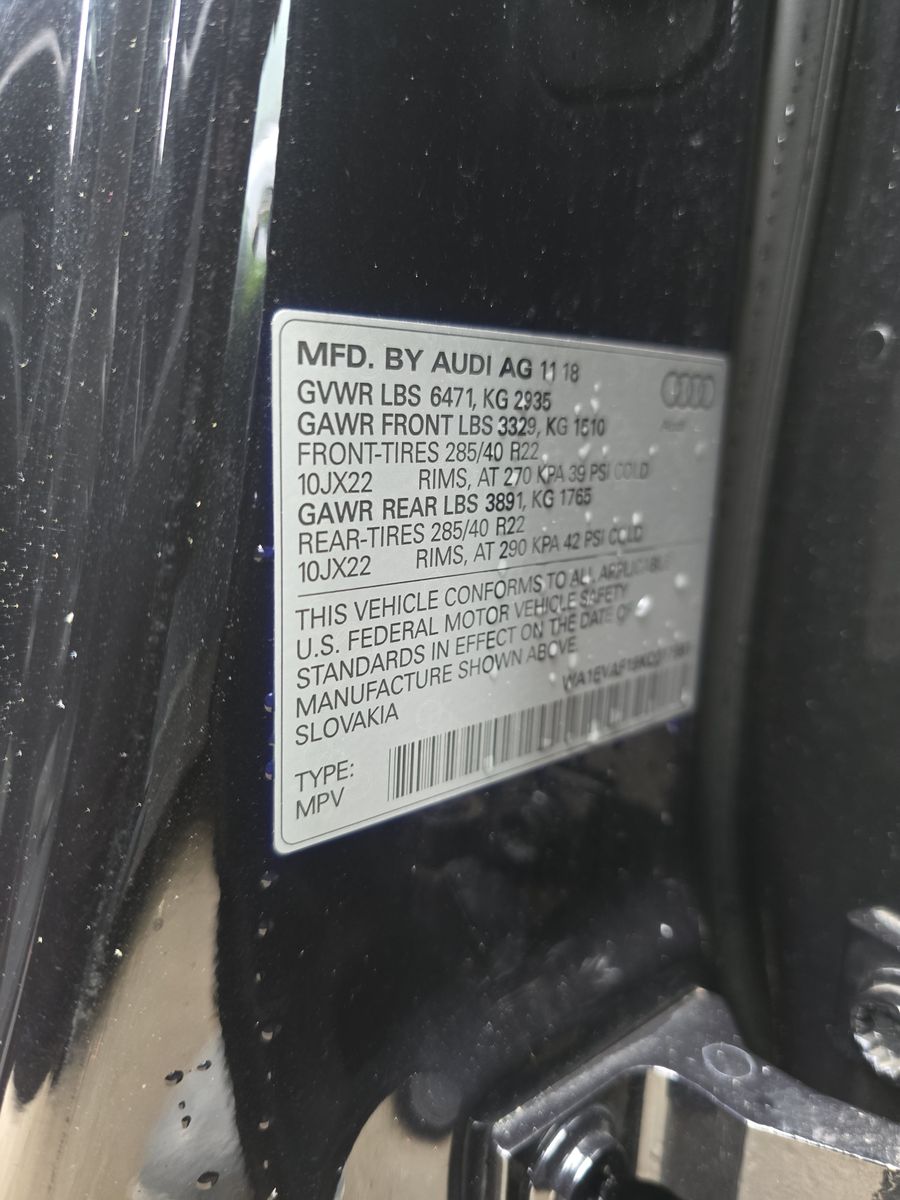 MFD. BY AUDI AG 11 18
GVWR LBS 6471, KG 2935
GAWR FRONT LBS 3329, KG 1510
FRONT-TIRES 285/40 R22
10JX22 RIMS, AT 270 KPA 39 PSI COLD
GAWR REAR LBS 3891, KG 1765
REAR-TIRES 285/40 R22
10JX22 RIMS, AT 290 KPA 42 PSI COLD
THIS VEHICLE CONFORMS TO ALL APPLICABLE
U.S. FEDERAL MOTOR VEHICLE SAFETY
STANDARDS IN EFFECT ON THE DATE OF
MANUFACTURE SHOWN ABOVE.
SLOVAKIA
TYPE:
MPV
Audi